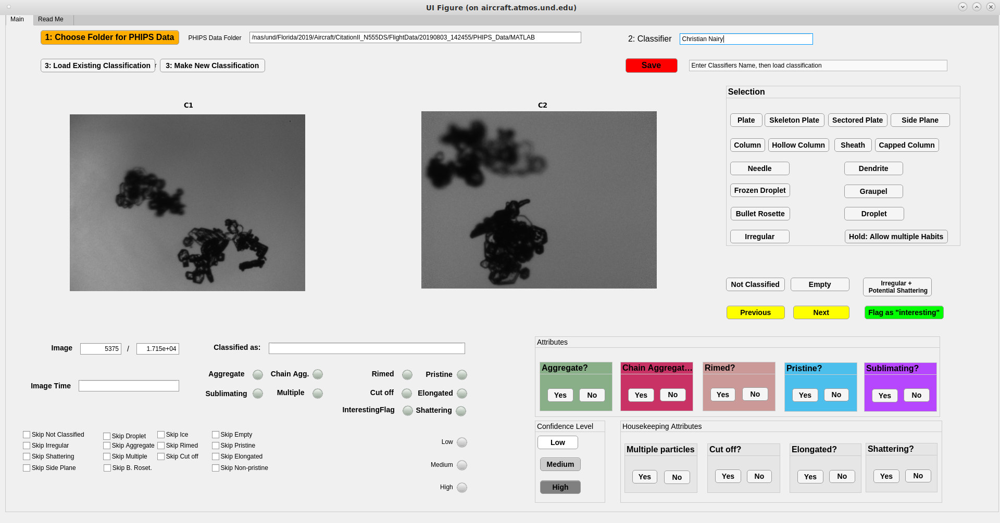 UI Figure (on aircraft.atmos.und.edu)
Main Read Me
1: Choose Folder for PHIPS Data PHIPS Data Folder /nas/und/Florida/2019/Aircraft/CitationII_N555DS/FlightData/20190803_142455/PHIPS_Data/MATLAB 2: Classifier Christian Nairy
3: Load Existing Classification r 3: Make New Classification Save Enter Classifiers Name, then load classification
C1 C2
Selection
Plate Skeleton Plate Sectored Plate Side Plane
Column Hollow Column Sheath Capped Column
Needle Dendrite
Frozen Droplet Graupel
Bullet Rosette Droplet
Irregular Hold: Allow multiple Habits
Not Classified Empty Irregular +
Potential Shattering
Previous Next Flag as "interesting"
Image 5375 / 1.715e+04 Classified as:
Image Time
Aggregate Chain Agg. Rimed Pristine
Sublimating Multiple Cut off Elongated
InterestingFlag Shattering
Skip Not Classified Skip Droplet Skip Ice Skip Empty
Skip Irregular Skip Aggregate Skip Rimed Skip Pristine
Skip Shattering Skip Multiple Skip Cut off Skip Elongated
Skip Side Plane Skip B. Roset. Skip Non-pristine
Low
Medium
High
Attributes
Aggregate? Chain Aggregat... Rimed? Pristine? Sublimating?
Yes No Yes No Yes No Yes No Yes No
Confidence Level
Low
Medium
High
Housekeeping Attributes
Multiple particles Cut off? Elongated? Shattering?
Yes No Yes No Yes No Yes No